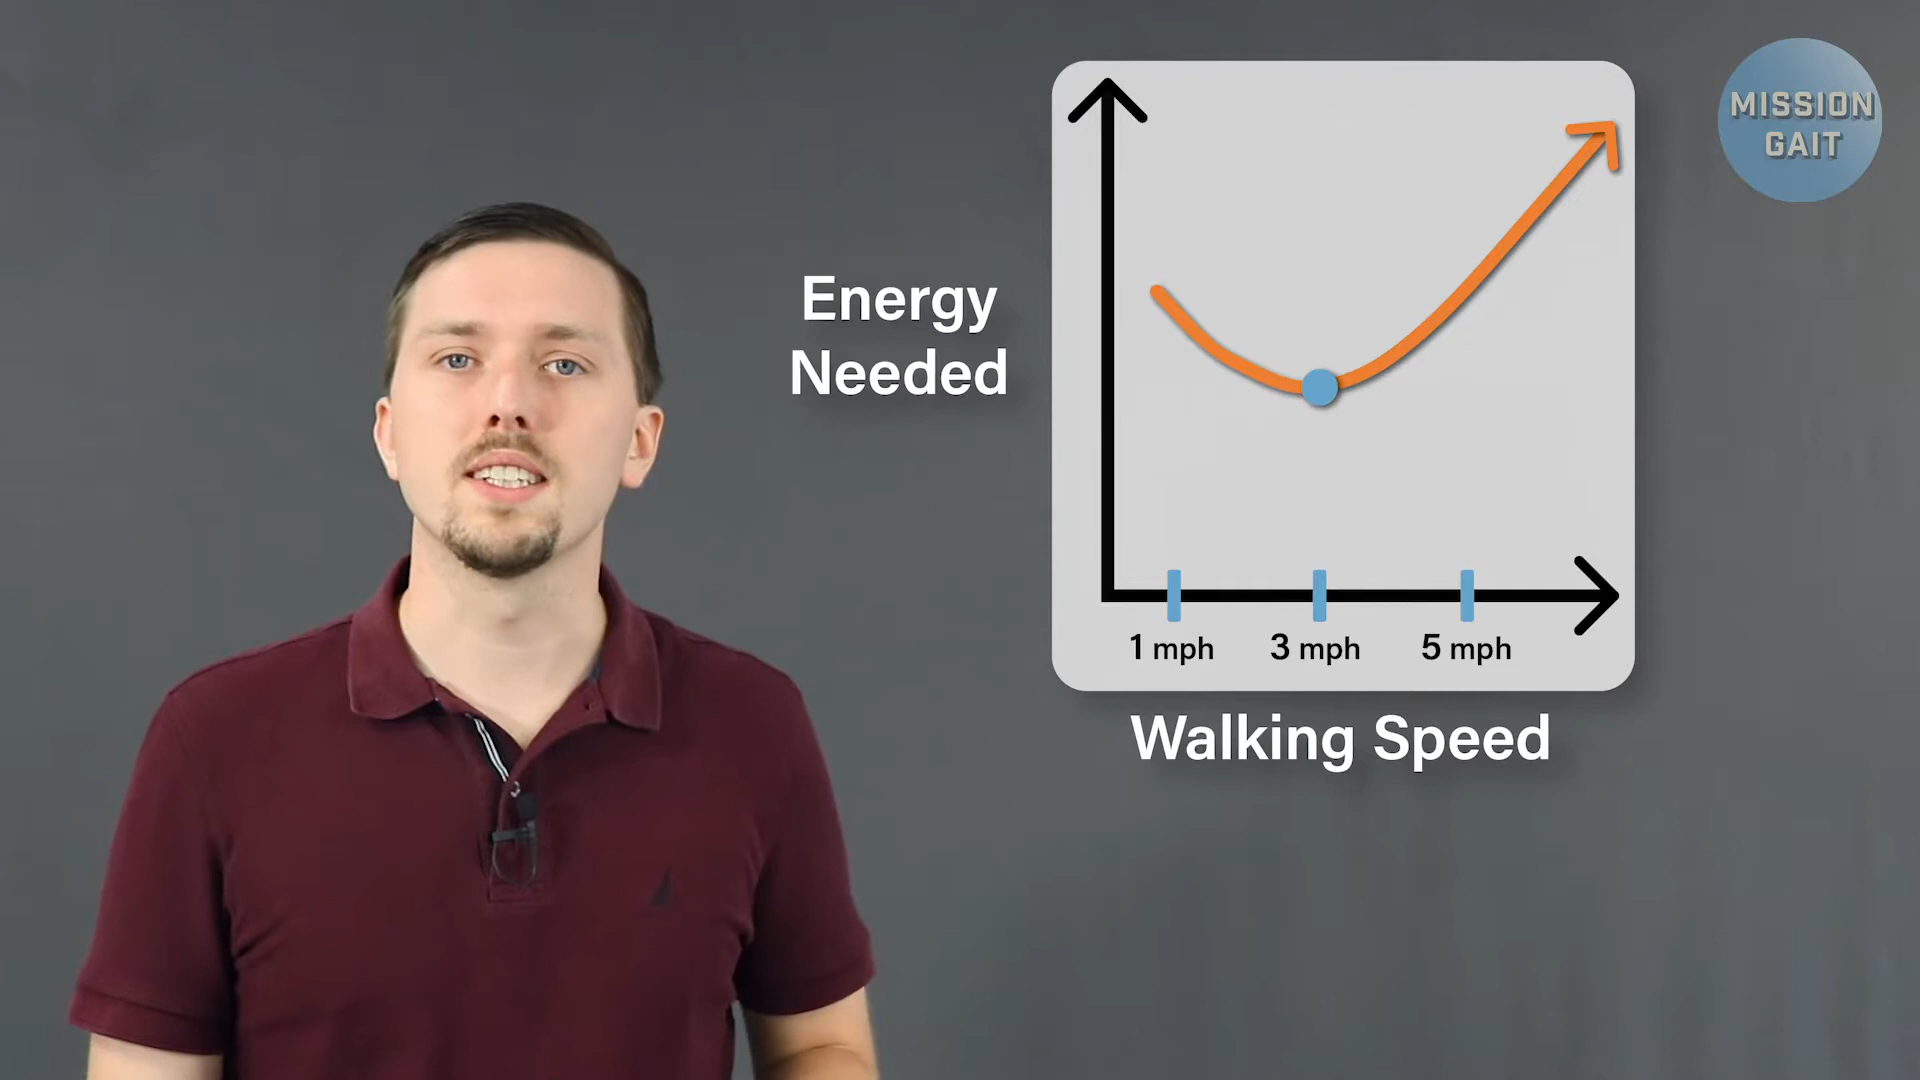 MISSION
GAIT
Energy
Needed
1 mph 3 mph 5 mph
Walking Speed